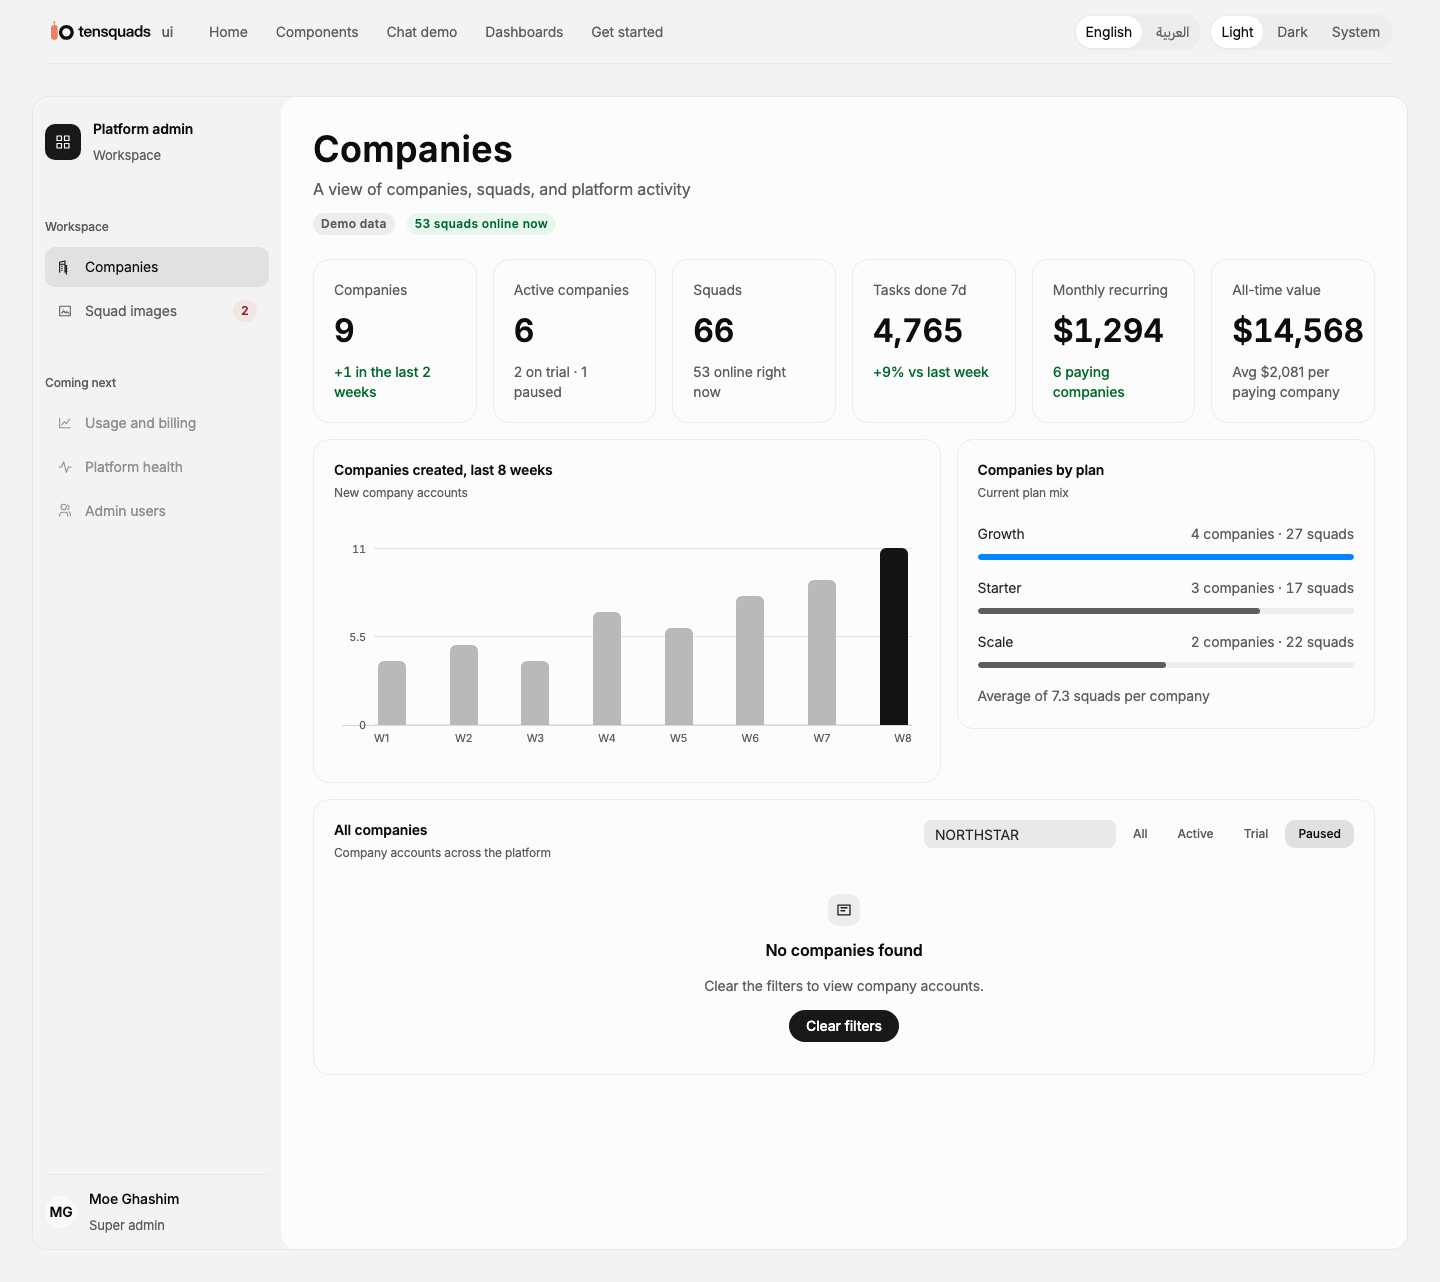 tensquads ui
Home
Components
Chat demo
Dashboards
Get started
English
العربية
Light
Dark
System
Platform admin
Workspace
Workspace
Companies
Squad images
2
Coming next
Usage and billing
Platform health
Admin users
MG
Moe Ghashim
Super admin
Companies
A view of companies, squads, and platform activity
Demo data
53 squads online now
Companies
9
+1 in the last 2
weeks
Active companies
6
2 on trial · 1
paused
Squads
66
53 online right
now
Tasks done 7d
4,765
+9% vs last week
Monthly recurring
$1,294
6 paying
companies
All-time value
$14,568
Avg $2,081 per
paying company
Companies created, last 8 weeks
New company accounts
11
5.5
0
W1
W2
W3
W4
W5
W6
W7
W8
Companies by plan
Current plan mix
Growth
4 companies · 27 squads
Starter
3 companies · 17 squads
Scale
2 companies · 22 squads
Average of 7.3 squads per company
All companies
Company accounts across the platform
NORTHSTAR
All
Active
Trial
Paused
No companies found
Clear the filters to view company accounts.
Clear filters